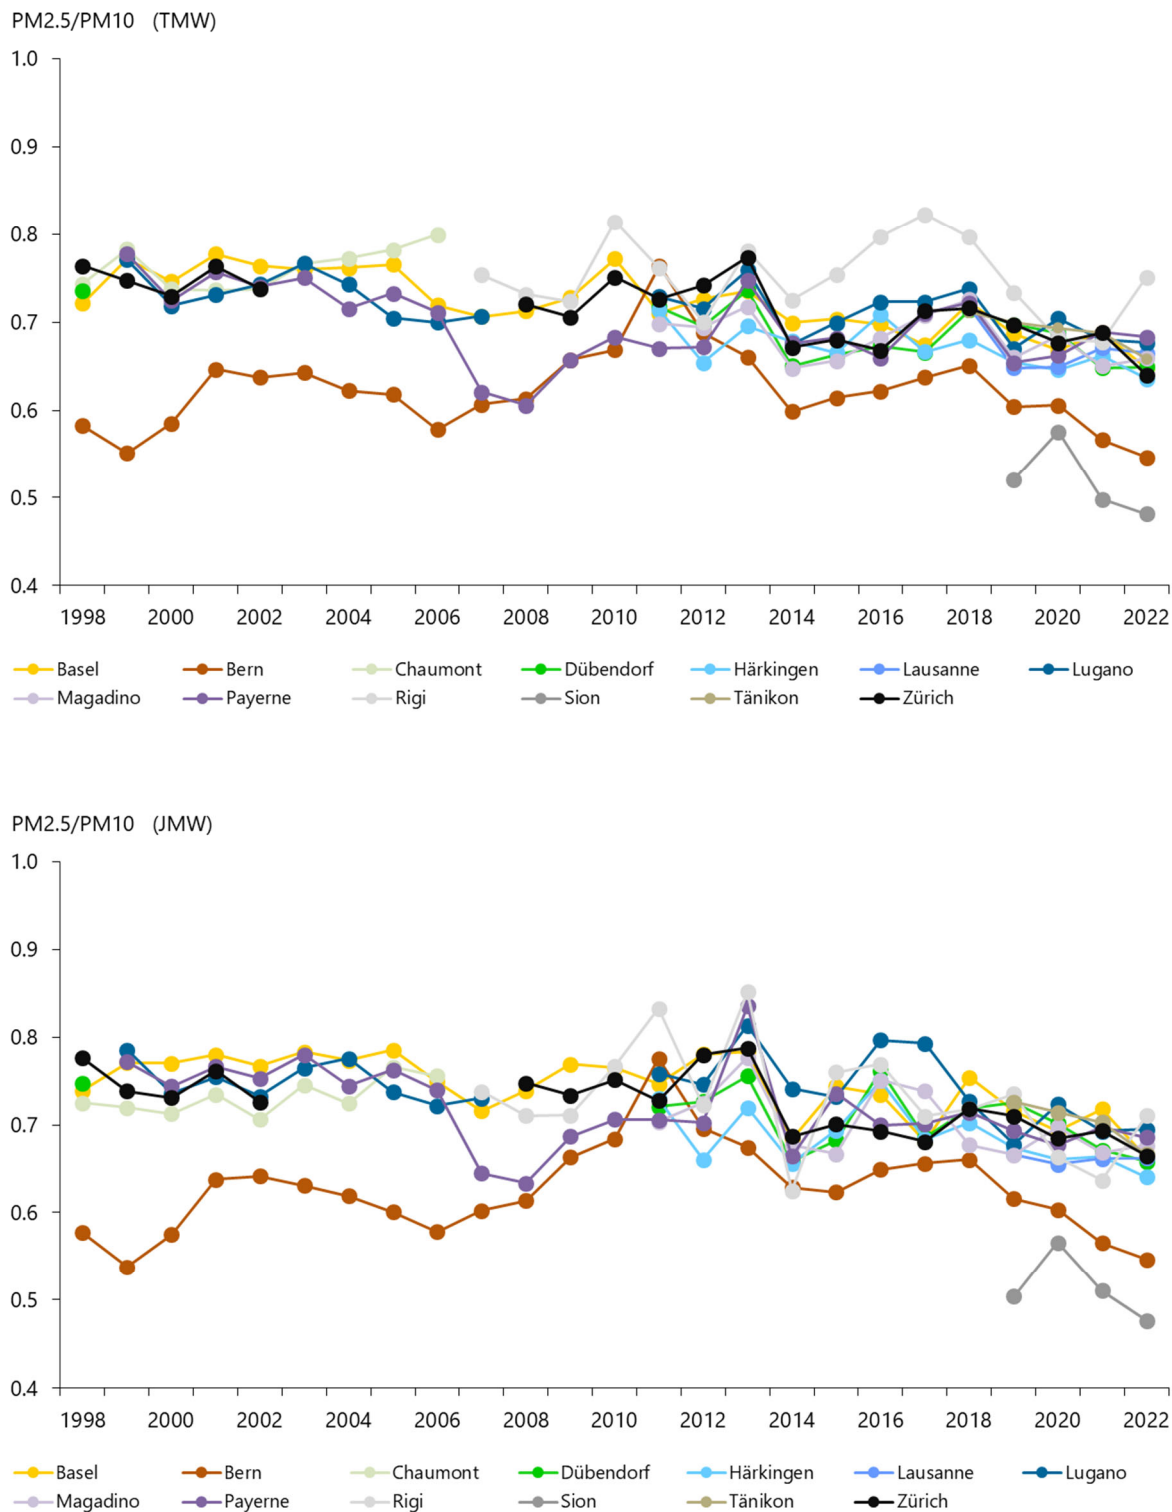 PM2.5/PM10 (TMW)
1.0
0.9
0.8
0.7
0.6
0.5
0.4
1998 2000 2002 2004 2006 2008 2010 2012 2014 2016 2018 2020 2022
Basel Bern Chaumont Dübendorf Härkingen Lausanne Lugano
Magadino Payerne Rigi Sion Tänikon Zürich
PM2.5/PM10 (JMW)
1.0
0.9
0.8
0.7
0.6
0.5
0.4
1998 2000 2002 2004 2006 2008 2010 2012 2014 2016 2018 2020 2022
Basel Bern Chaumont Dübendorf Härkingen Lausanne Lugano
Magadino Payerne Rigi Sion Tänikon Zürich